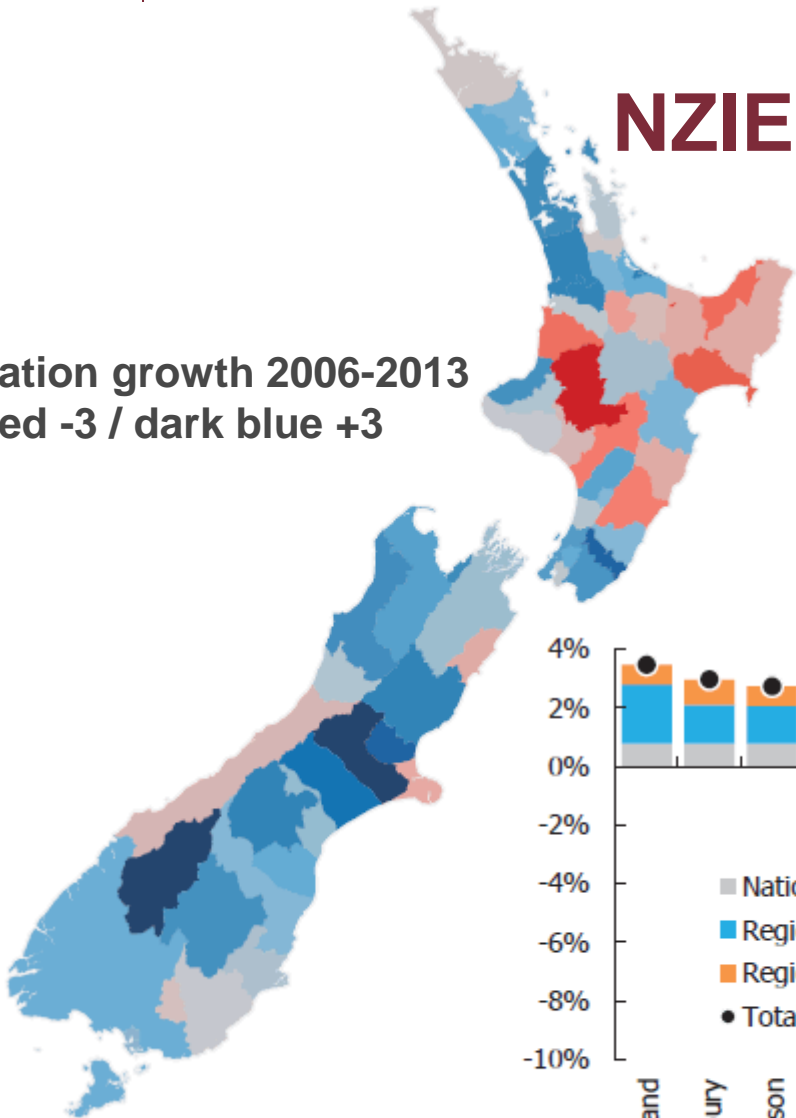 NZIE
ation growth 2006-2013
ed -3 / dark blue +3
4%
2%
0%
-2%
-4%
-6%
-8%
-10%
Natio
Regi
Regi
Tota
and
ury
son